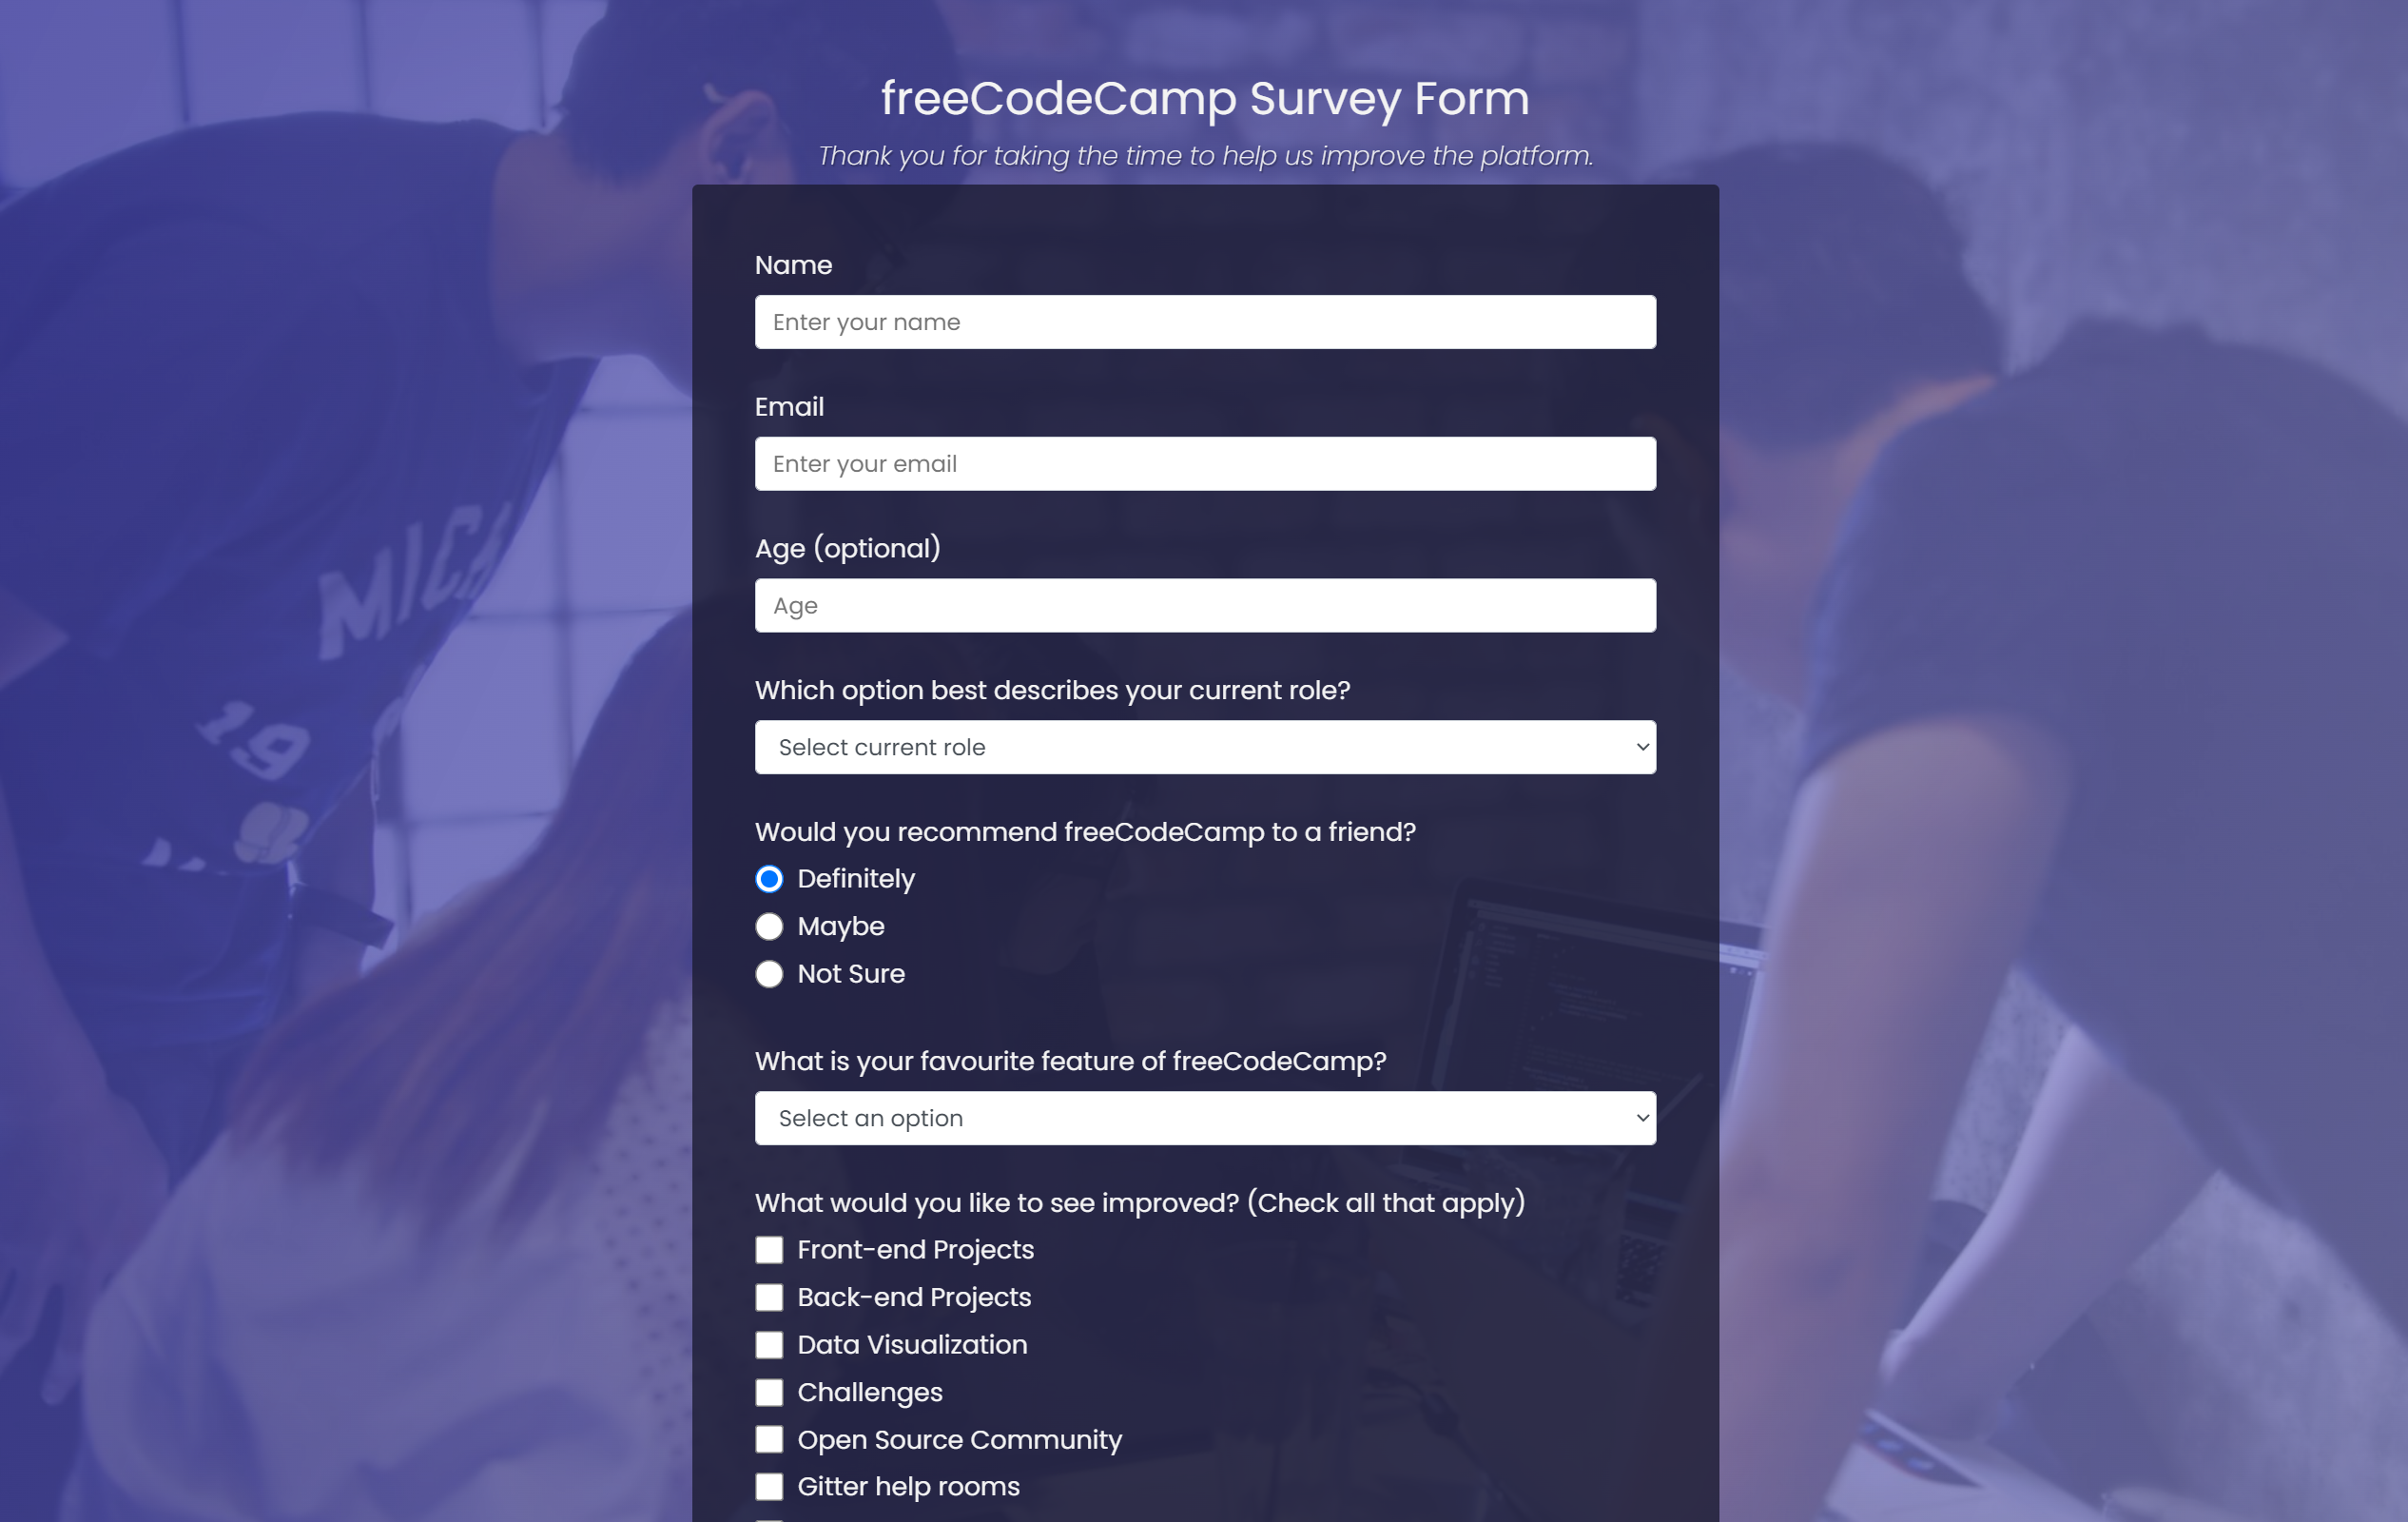 freeCodeCamp Survey Form
Thank you for taking the time to help us improve the platform.
Name
Enter your name
Email
Enter your email
Age (optional)
Age
Which option best describes your current role?
Select current role
Would you recommend freeCodeCamp to a friend?
Definitely
Maybe
Not Sure
What is your favourite feature of freeCodeCamp?
Select an option
What would you like to see improved? (Check all that apply)
Front-end Projects
Back-end Projects
Data Visualization
Challenges
Open Source Community
Gitter help rooms
19